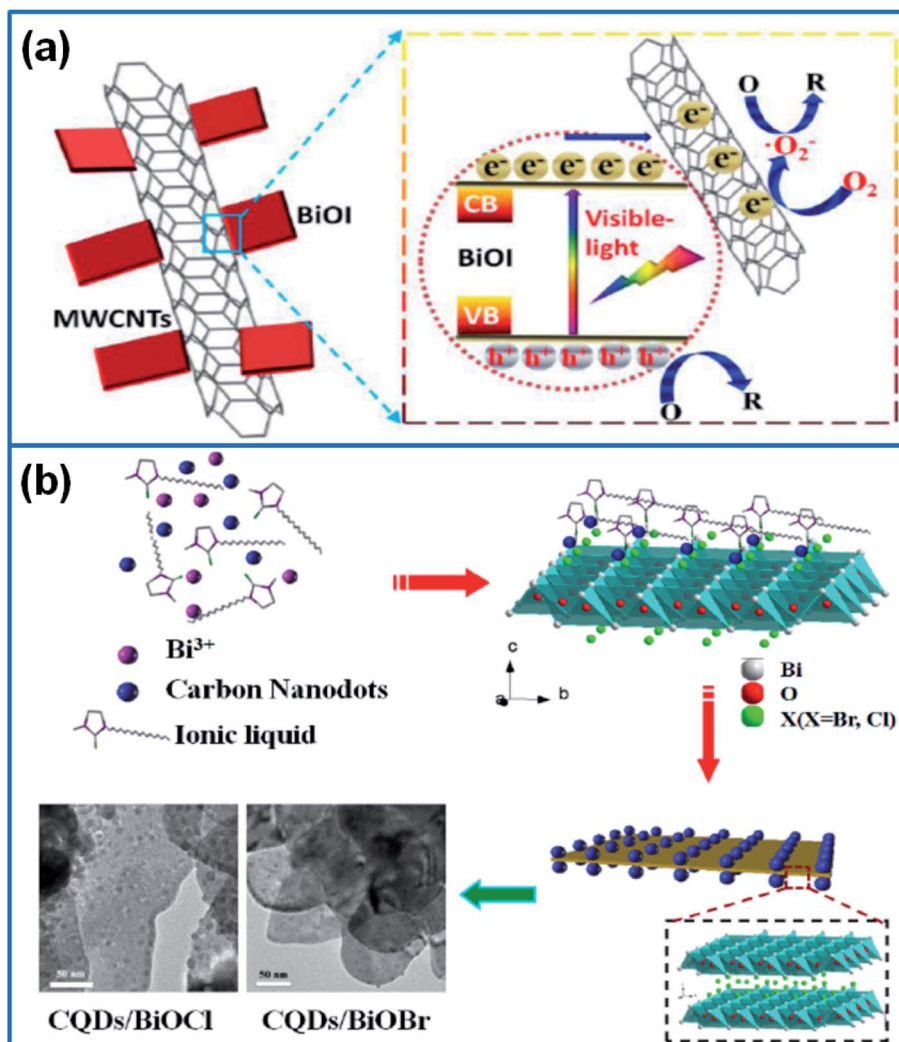 (a)
BiOI
MWCNTs
e⁻ e⁻ e⁻ e⁻ e⁻
CB
BiOI
VB
Visible-
light
h⁺ h⁺ h⁺ h⁺ h⁺
O R
e⁻
e⁻
e⁻
O R
·O₂⁻
O₂
(b)
Bi³⁺
Carbon Nanodots
Ionic liquid
c
a b
Bi
O
X(X=Br, Cl)
50 nm
50 nm
CQDs/BiOCl CQDs/BiOBr